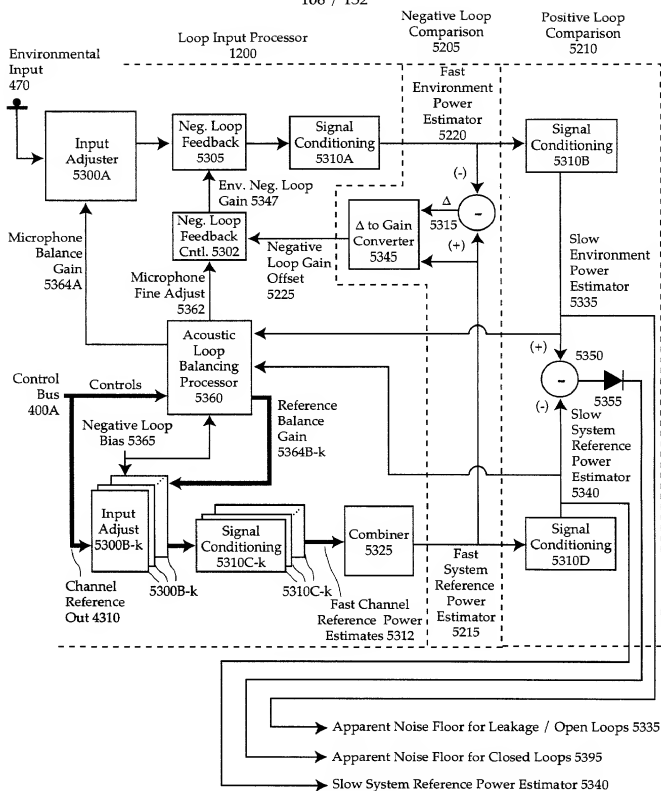 106 / 132
Negative Loop
Comparison 5205
Positive Loop
Comparison
5210
Loop Input Processor
1200
Environmental
Input
470
Fast
Environment
Power
Estimator
5220
Input
Adjuster
5300A
Neg. Loop
Feedback
5305
Signal
Conditioning
5310A
Signal
Conditioning
5310B
(-)
Env. Neg. Loop
Gain 5347
Δ
5315
-
(+)
Neg. Loop
Feedback
Cntl. 5302
Δ to Gain
Converter
5345
Microphone
Balance
Gain
5364A
Microphone
Fine Adjust
5362
Negative
Loop Gain
Offset
5225
Slow
Environment
Power
Estimator
5335
Acoustic
Loop
Balancing
Processor
5360
(+)
5350
-
5355
(-)
Control
Bus
400A
Controls
Negative Loop
Bias 5365
Reference
Balance
Gain
5364B-k
Slow
System
Reference
Power
Estimator
5340
Input
Adjust
5300B-k
Signal
Conditioning
5310C-k
Combiner
5325
Signal
Conditioning
5310D
Channel
Reference
Out 4310
5300B-k
5310C-k
Fast Channel
Reference Power
Estimates 5312
Fast
System
Reference
Power
Estimator
5215
Apparent Noise Floor for Leakage / Open Loops 5335
Apparent Noise Floor for Closed Loops 5395
Slow System Reference Power Estimator 5340